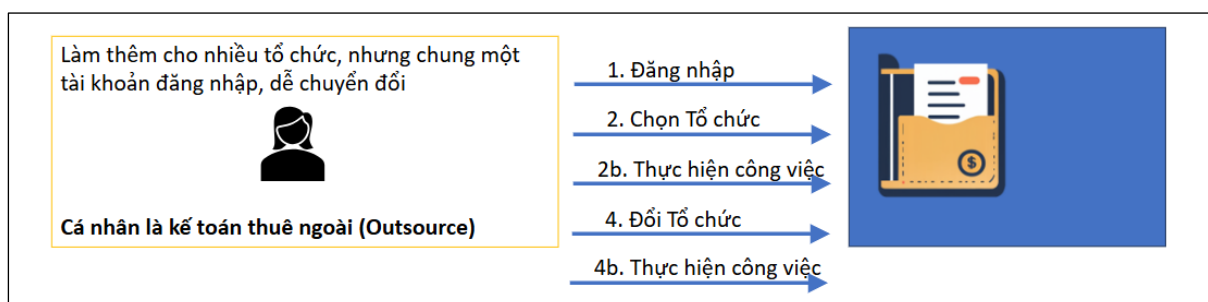 Làm thêm cho nhiều tổ chức, nhưng chung một
tài khoản đăng nhập, dễ chuyển đổi
Cá nhân là kế toán thuê ngoài (Outsource)
1. Đăng nhập
2. Chọn Tổ chức
2b. Thực hiện công việc
4. Đổi Tổ chức
4b. Thực hiện công việc
$